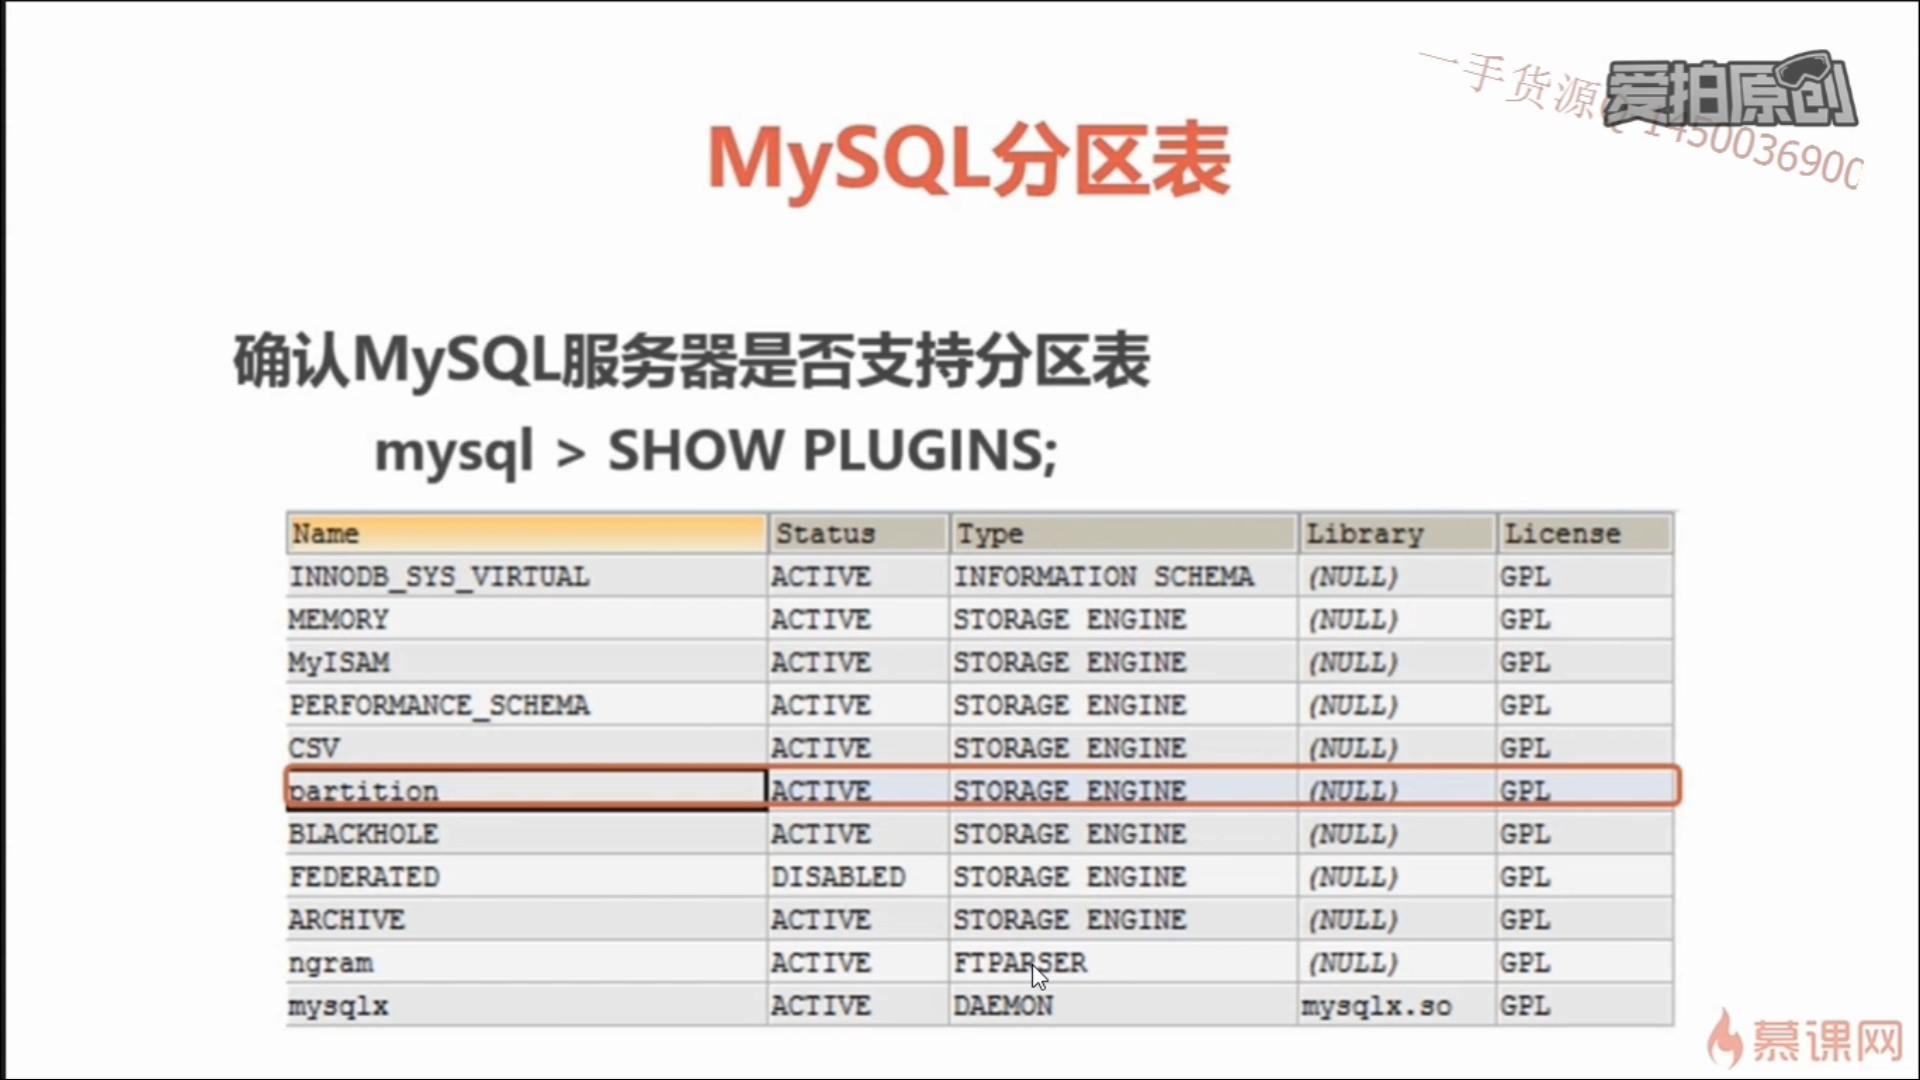 一手货源Q 1450036900
爱拍原创
MySQL分区表
确认MySQL服务器是否支持分区表
mysql > SHOW PLUGINS;
Name Status Type Library License
INNODB_SYS_VIRTUAL ACTIVE INFORMATION SCHEMA (NULL) GPL
MEMORY ACTIVE STORAGE ENGINE (NULL) GPL
MyISAM ACTIVE STORAGE ENGINE (NULL) GPL
PERFORMANCE_SCHEMA ACTIVE STORAGE ENGINE (NULL) GPL
CSV ACTIVE STORAGE ENGINE (NULL) GPL
partition ACTIVE STORAGE ENGINE (NULL) GPL
BLACKHOLE ACTIVE STORAGE ENGINE (NULL) GPL
FEDERATED DISABLED STORAGE ENGINE (NULL) GPL
ARCHIVE ACTIVE STORAGE ENGINE (NULL) GPL
ngram ACTIVE FTPARSER (NULL) GPL
mysqlx ACTIVE DAEMON mysqlx.so GPL
慕课网